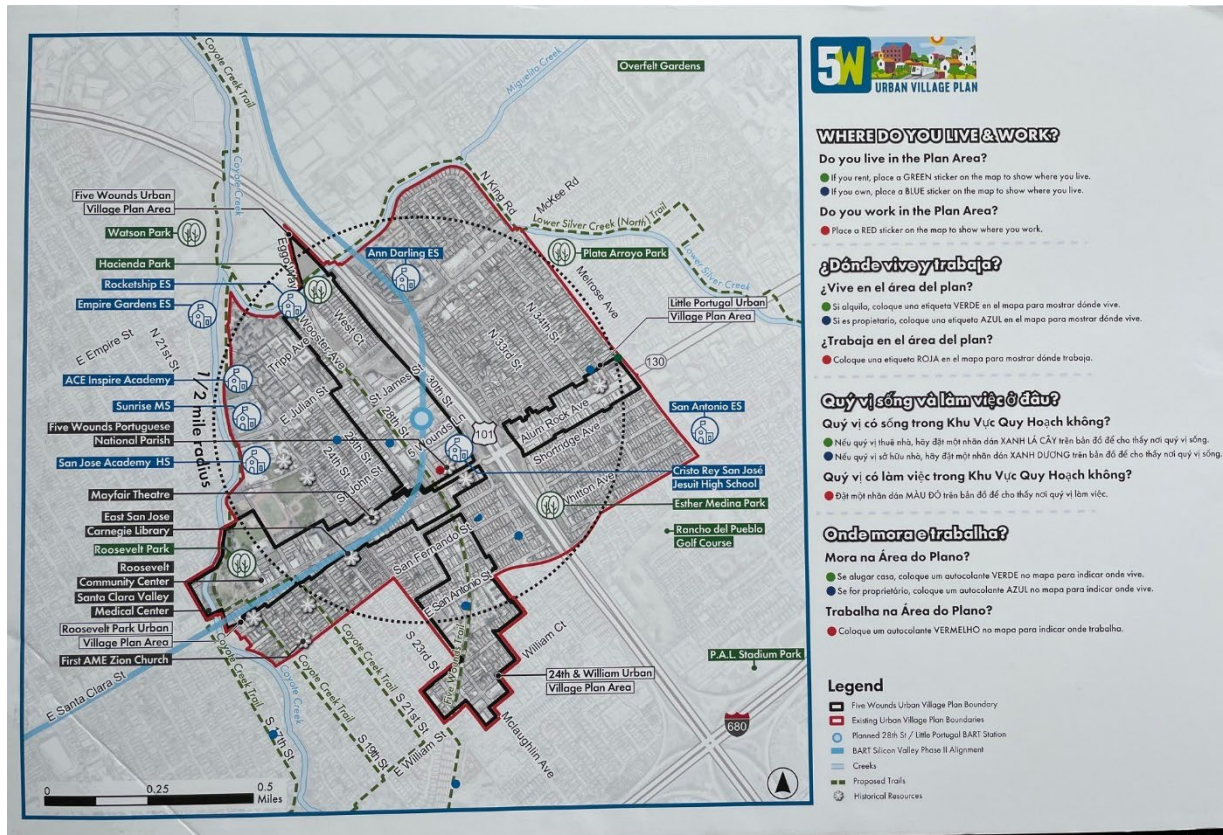 Overfelt Gardens
Miguelita Creek
Coyote Creek Trail
Coyote Creek
N King Rd
McKee Rd
Five Wounds Urban
Village Plan Area
Watson Park
Lower Silver Creek (North) Trail
Lower Silver Creek
Eggo Way
Ann Darling ES
Plata Arroyo Park
Hacienda Park
Rocketship ES
Melrose Ave
Empire Gardens ES
Little Portugal Urban
Village Plan Area
West Ct
Wooster Ave
N 34th St
N 33rd St
E Empire St
N 21st St
Tripp Ave
130
St. James St
30th St
ACE Inspire Academy
1/2 mile radius
E Julian St
28th St
Sunrise MS
San Antonio ES
Alum Rock Ave
101
Five Wounds Portuguese
National Parish
5 Wounds Ln
Shortridge Ave
San Jose Academy HS
24th St
St John St
Cristo Rey San José
Jesuit High School
Whitton Ave
Mayfair Theatre
Esther Medina Park
East San Jose
Carnegie Library
San Fernando St
Rancho del Pueblo
Golf Course
Roosevelt Park
Roosevelt
Community Center
E San Antonio St
Santa Clara Valley
Medical Center
Roosevelt Park Urban
Village Plan Area
S 23rd St
William Ct
First AME Zion Church
P.A.L. Stadium Park
24th & William Urban
Village Plan Area
Five Wounds Trail
E Santa Clara St
Coyote Creek Trail
Coyote Creek
Coyote Creek Trail
Coyote Creek Trail
S 21st St
S 17th St
S 19th St
E William St
Mclaughlin Ave
680
0 0.25 0.5
Miles
5W
URBAN VILLAGE PLAN
WHERE DO YOU LIVE & WORK?
Do you live in the Plan Area?
If you rent, place a GREEN sticker on the map to show where you live.
If you own, place a BLUE sticker on the map to show where you live.
Do you work in the Plan Area?
Place a RED sticker on the map to show where you work.
¿Dónde vive y trabaja?
¿Vive en el área del plan?
Si alquila, coloque una etiqueta VERDE en el mapa para mostrar dónde vive.
Si es propietario, coloque una etiqueta AZUL en el mapa para mostrar dónde vive.
¿Trabaja en el área del plan?
Coloque una etiqueta ROJA en el mapa para mostrar dónde trabaja.
Quý vị sống và làm việc ở đâu?
Quý vị có sống trong Khu Vực Quy Hoạch không?
Nếu quý vị thuê nhà, hãy đặt một nhãn dán XANH LÁ CÂY trên bản đồ để cho thấy nơi quý vị sống.
Nếu quý vị sở hữu nhà, hãy đặt một nhãn dán XANH DƯƠNG trên bản đồ để cho thấy nơi quý vị sống.
Quý vị có làm việc trong Khu Vực Quy Hoạch không?
Đặt một nhãn dán MÀU ĐỎ trên bản đồ để cho thấy nơi quý vị làm việc.
Onde mora e trabalha?
Mora na Área do Plano?
Se alugar casa, coloque um autocolante VERDE no mapa para indicar onde vive.
Se for proprietário, coloque um autocolante AZUL no mapa para indicar onde vive.
Trabalha na Área do Plano?
Coloque um autocolante VERMELHO no mapa para indicar onde trabalha.
Legend
Five Wounds Urban Village Plan Boundary
Existing Urban Village Plan Boundaries
Planned 28th St / Little Portugal BART Station
BART Silicon Valley Phase II Alignment
Creeks
Proposed Trails
Historical Resources